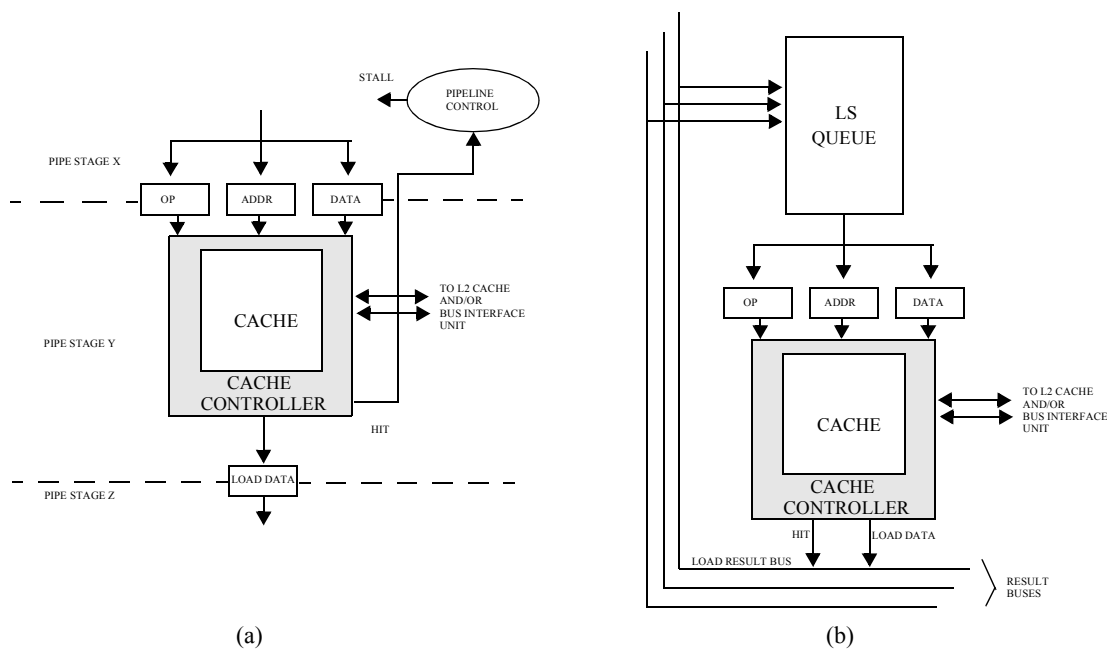 STALL
PIPELINE
CONTROL
PIPE STAGE X
OP
ADDR
DATA
TO L2 CACHE
AND/OR
BUS INTERFACE
UNIT
CACHE
PIPE STAGE Y
CACHE
CONTROLLER
HIT
LOAD DATA
PIPE STAGE Z
(a)
LS
QUEUE
OP
ADDR
DATA
TO L2 CACHE
AND/OR
BUS INTERFACE
UNIT
CACHE
CACHE
CONTROLLER
HIT
LOAD DATA
LOAD RESULT BUS
RESULT
BUSES
(b)